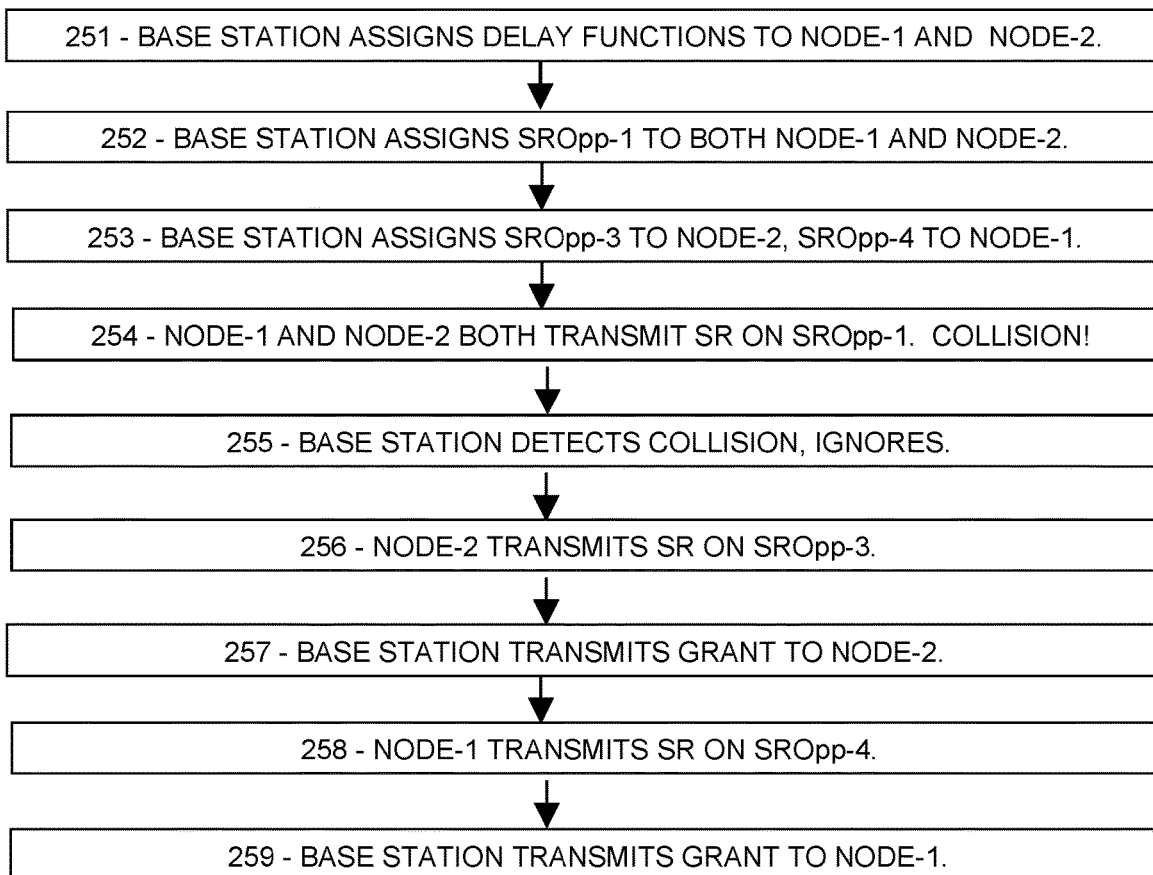 251 - BASE STATION ASSIGNS DELAY FUNCTIONS TO NODE-1 AND NODE-2.
252 - BASE STATION ASSIGNS SROpp-1 TO BOTH NODE-1 AND NODE-2.
253 - BASE STATION ASSIGNS SROpp-3 TO NODE-2, SROpp-4 TO NODE-1.
254 - NODE-1 AND NODE-2 BOTH TRANSMIT SR ON SROpp-1. COLLISION!
255 - BASE STATION DETECTS COLLISION, IGNORES.
256 - NODE-2 TRANSMITS SR ON SROpp-3.
257 - BASE STATION TRANSMITS GRANT TO NODE-2.
258 - NODE-1 TRANSMITS SR ON SROpp-4.
259 - BASE STATION TRANSMITS GRANT TO NODE-1.